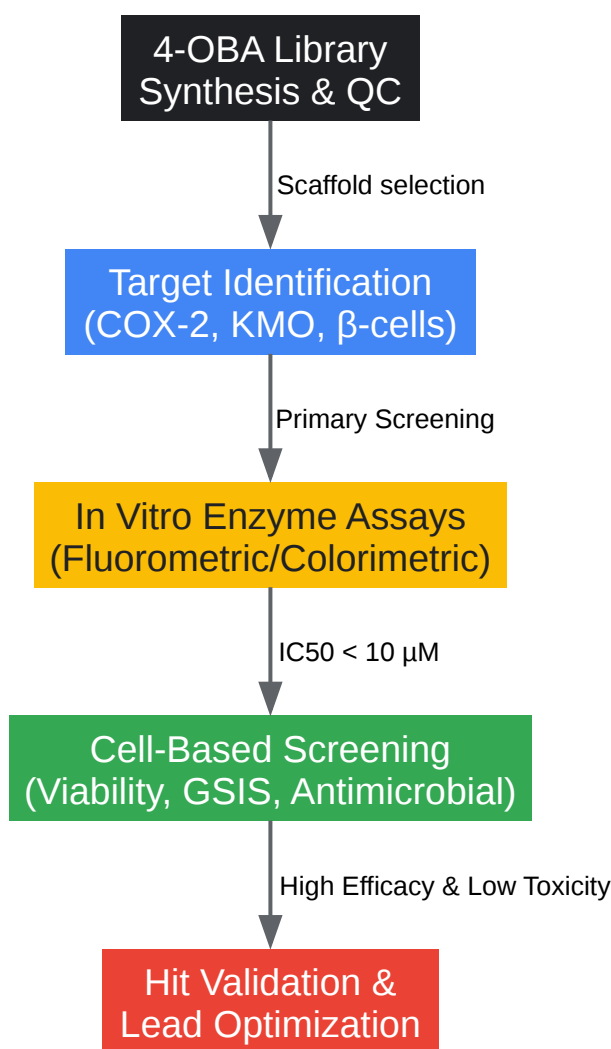 4-OBA Library
Synthesis & QC
Scaffold selection
Target Identification
(COX-2, KMO, β-cells)
Primary Screening
In Vitro Enzyme Assays
(Fluorometric/Colorimetric)
IC50 < 10 µM
Cell-Based Screening
(Viability, GSIS, Antimicrobial)
High Efficacy & Low Toxicity
Hit Validation &
Lead Optimization